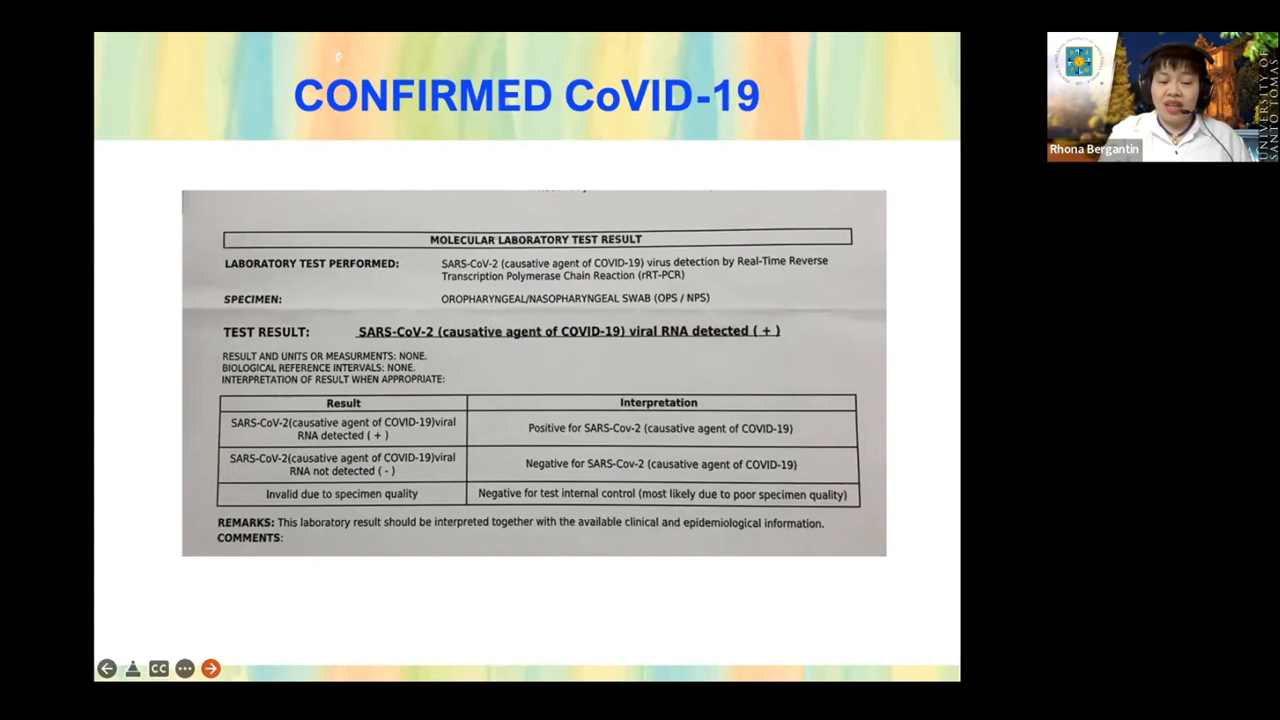 CONFIRMED CoVID-19
MOLECULAR LABORATORY TEST RESULT
LABORATORY TEST PERFORMED:
SARS-CoV-2 (causative agent of COVID-19) virus detection by Real-Time Reverse
Transcription Polymerase Chain Reaction (rRT-PCR)
SPECIMEN:
OROPHARYNGEAL/NASOPHARYNGEAL SWAB (OPS / NPS)
TEST RESULT:
SARS-CoV-2 (causative agent of COVID-19) viral RNA detected ( + )
RESULT AND UNITS OR MEASURMENTS: NONE.
BIOLOGICAL REFERENCE INTERVALS: NONE.
INTERPRETATION OF RESULT WHEN APPROPRIATE:
Result
Interpretation
SARS-CoV-2(causative agent of COVID-19)viral
RNA detected ( + )
Positive for SARS-Cov-2 (causative agent of COVID-19)
SARS-CoV-2(causative agent of COVID-19)viral
RNA not detected ( - )
Negative for SARS-Cov-2 (causative agent of COVID-19)
Invalid due to specimen quality
Negative for test internal control (most likely due to poor specimen quality)
REMARKS: This laboratory result should be interpreted together with the available clinical and epidemiological information.
COMMENTS:
CC
Rhona Bergantin
UNIVERSITY OF
SANTO TOMAS